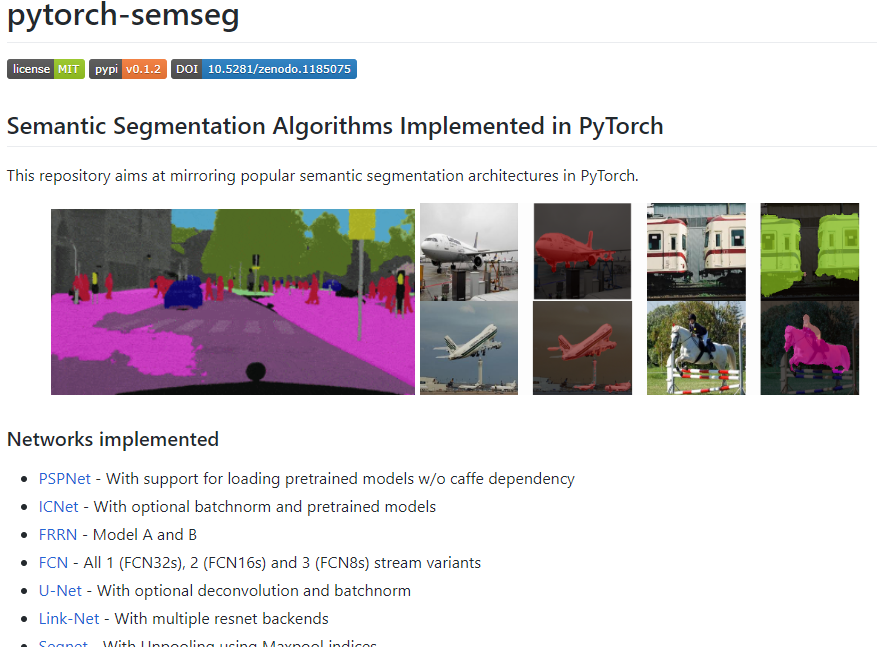 pytorch-semseg
license MIT pypi v0.1.2 DOI 10.5281/zenodo.1185075
Semantic Segmentation Algorithms Implemented in PyTorch
This repository aims at mirroring popular semantic segmentation architectures in PyTorch.
Networks implemented
PSPNet - With support for loading pretrained models w/o caffe dependency
ICNet - With optional batchnorm and pretrained models
FRRN - Model A and B
FCN - All 1 (FCN32s), 2 (FCN16s) and 3 (FCN8s) stream variants
U-Net - With optional deconvolution and batchnorm
Link-Net - With multiple resnet backends
Segnet - With Unpooling using Maxpool indices